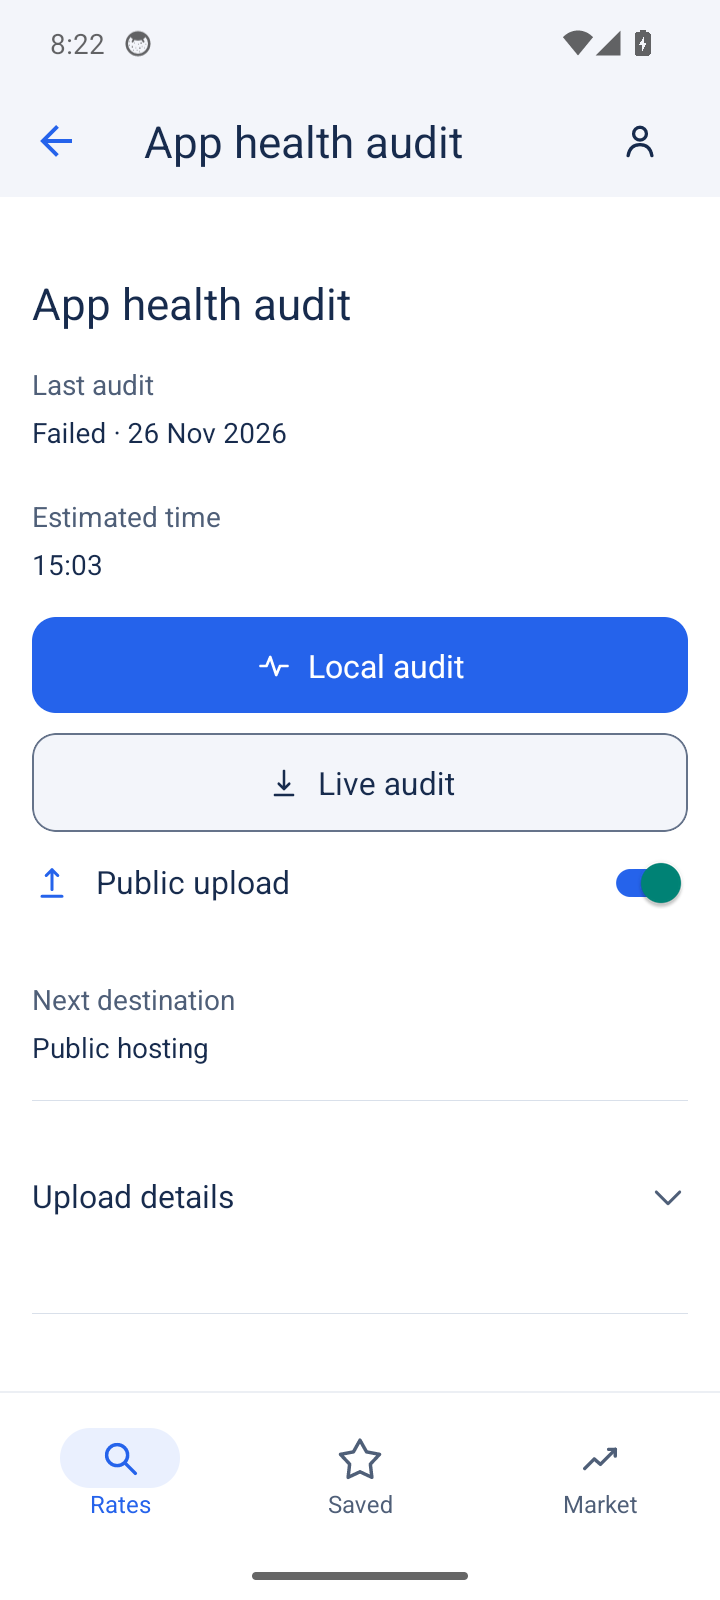 8:22
App health audit
App health audit
Last audit
Failed · 26 Nov 2026
Estimated time
15:03
Local audit
Live audit
Public upload
Next destination
Public hosting
Upload details
Rates
Saved
Market